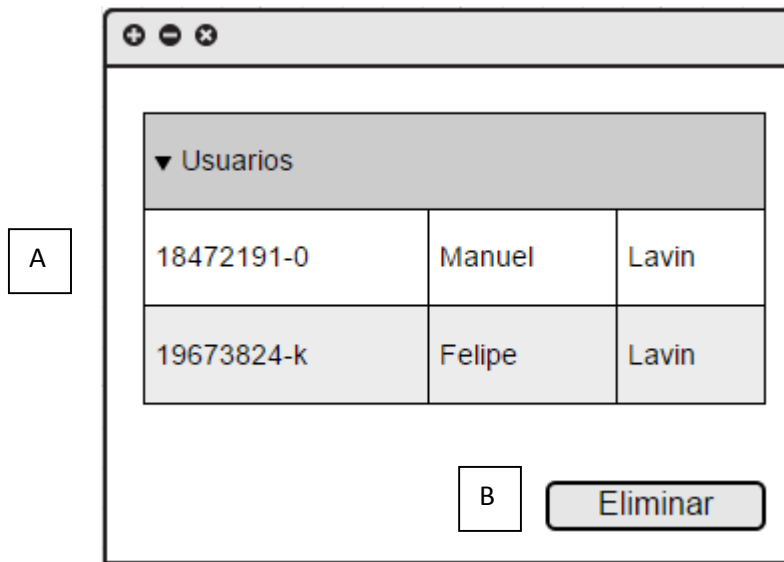 Usuarios
A
18472191-0 Manuel Lavin
19673824-k Felipe Lavin
B
Eliminar